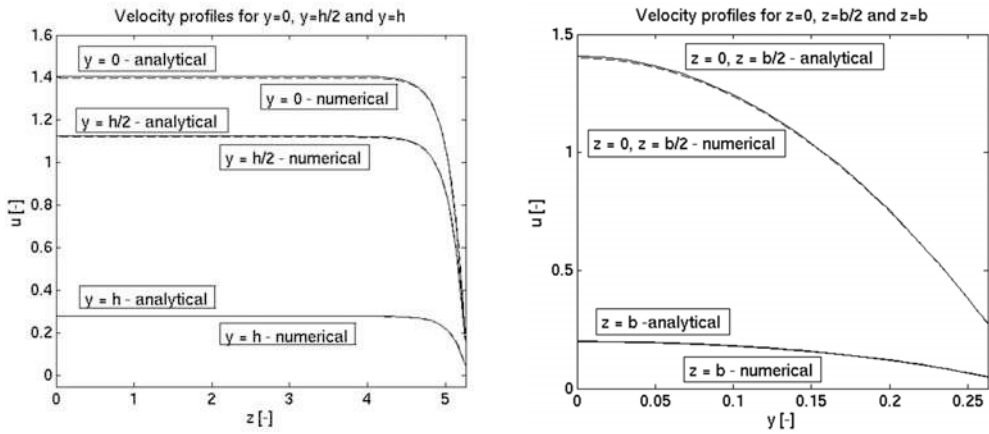 Velocity profiles for y=0, y=h/2 and y=h
1.6
1.4
1.2
1
0.8
0.6
0.4
0.2
0
u [-]
y = 0 - analytical
y = 0 - numerical
y = h/2 - analytical
y = h/2 - numerical
y = h - analytical
y = h - numerical
0 1 2 3 4 5
z [-]
Velocity profiles for z=0, z=b/2 and z=b
1.5
1
0.5
0
u [-]
z = 0, z = b/2 - analytical
z = 0, z = b/2 - numerical
z = b -analytical
z = b - numerical
0 0.05 0.1 0.15 0.2 0.25
y [-]